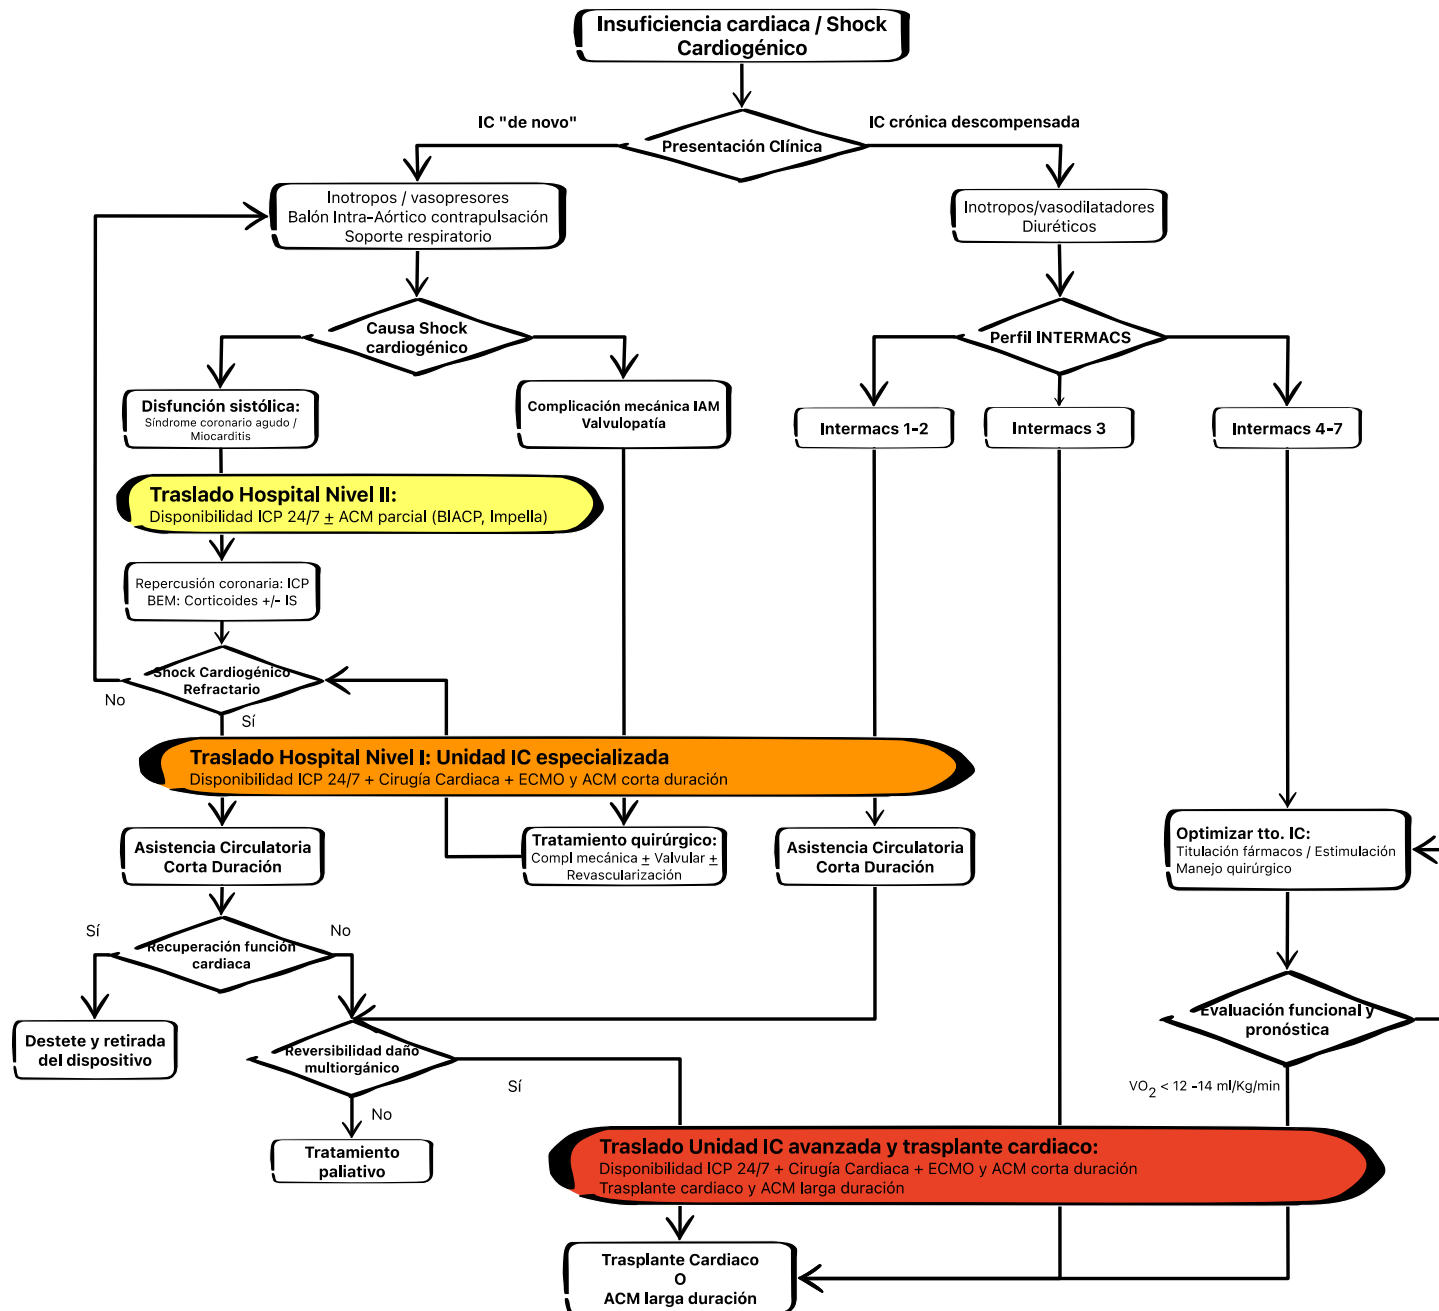 Insuficiencia cardiaca / Shock
Cardiogénico
IC "de novo"
IC crónica descompensada
Presentación Clínica
Inotropos / vasopresores
Balón Intra-Aórtico contrapulsación
Soporte respiratorio
Inotropos/vasodilatadores
Diuréticos
Causa Shock
cardiogénico
Perfil INTERMACS
Disfunción sistólica:
Síndrome coronario agudo /
Miocarditis
Complicación mecánica IAM
Valvulopatía
Intermacs 1-2
Intermacs 3
Intermacs 4-7
Traslado Hospital Nivel II:
Disponibilidad ICP 24/7 ± ACM parcial (BIACP, Impella)
Repercusión coronaria: ICP
BEM: Corticoides +/- IS
Shock Cardiogénico
Refractario
No
Sí
Traslado Hospital Nivel I: Unidad IC especializada
Disponibilidad ICP 24/7 + Cirugía Cardiaca + ECMO y ACM corta duración
Asistencia Circulatoria
Corta Duración
Tratamiento quirúrgico:
Compl mecánica ± Valvular ±
Revascularización
Asistencia Circulatoria
Corta Duración
Optimizar tto. IC:
Titulación fármacos / Estimulación
Manejo quirúrgico
Sí
No
Recuperación función
cardiaca
Destete y retirada
del dispositivo
Reversibilidad daño
multiorgánico
Sí
No
Evaluación funcional y
pronóstica
VO2 < 12 -14 ml/Kg/min
Tratamiento
paliativo
Traslado Unidad IC avanzada y trasplante cardiaco:
Disponibilidad ICP 24/7 + Cirugía Cardiaca + ECMO y ACM corta duración
Trasplante cardiaco y ACM larga duración
Trasplante Cardiaco
O
ACM larga duración